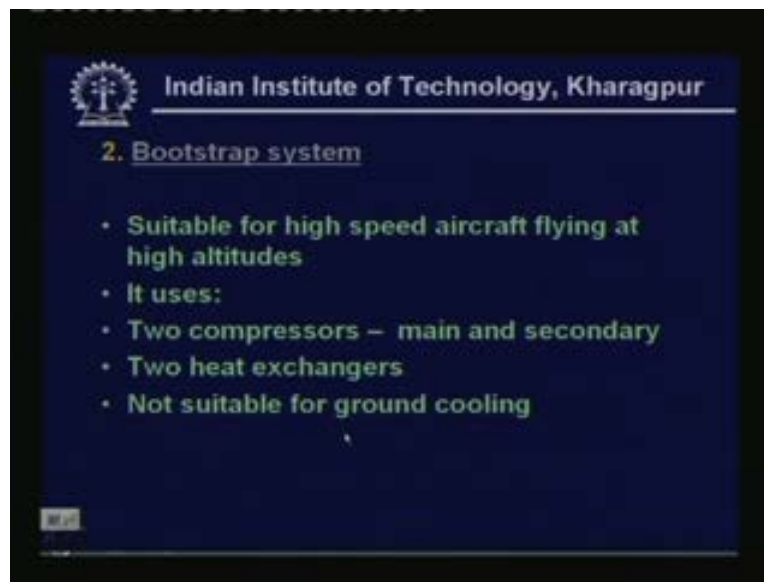 Indian Institute of Technology, Kharagpur
2. Bootstrap system
• Suitable for high speed aircraft flying at
high altitudes
• It uses:
• Two compressors – main and secondary
• Two heat exchangers
• Not suitable for ground cooling